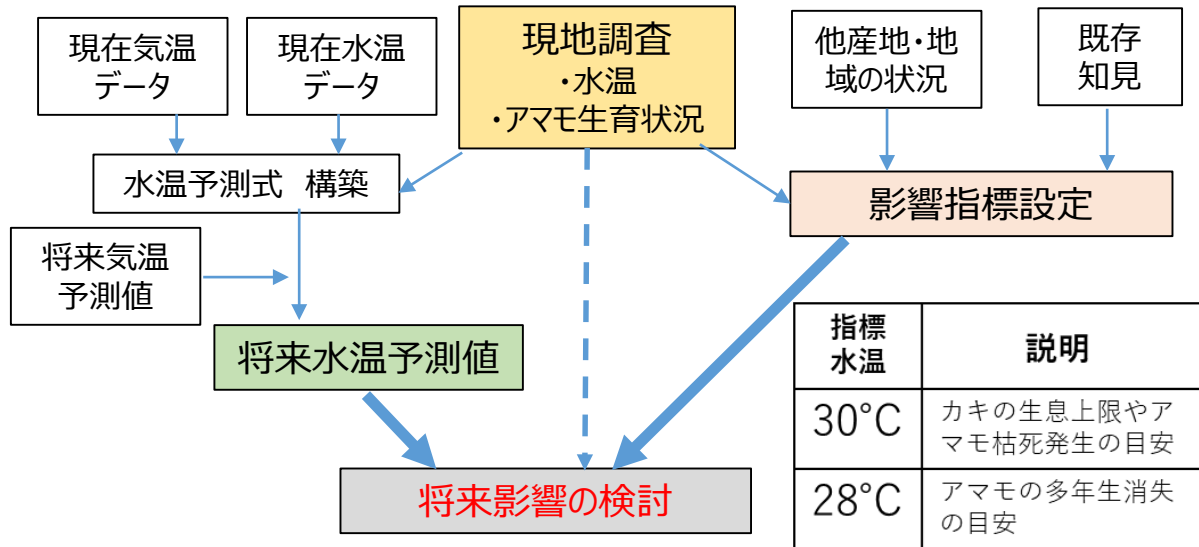 現在気温
データ
現在水温
データ
現地調査
・水温
・アマモ生育状況
他産地・地
域の状況
既存
知見
水温予測式 構築
影響指標設定
将来気温
予測値
将来水温予測値
将来影響の検討
指標
水温
説明
30°C
カキの生息上限やア
マモ枯死発生の目安
28°C
アマモの多年生消失
の目安